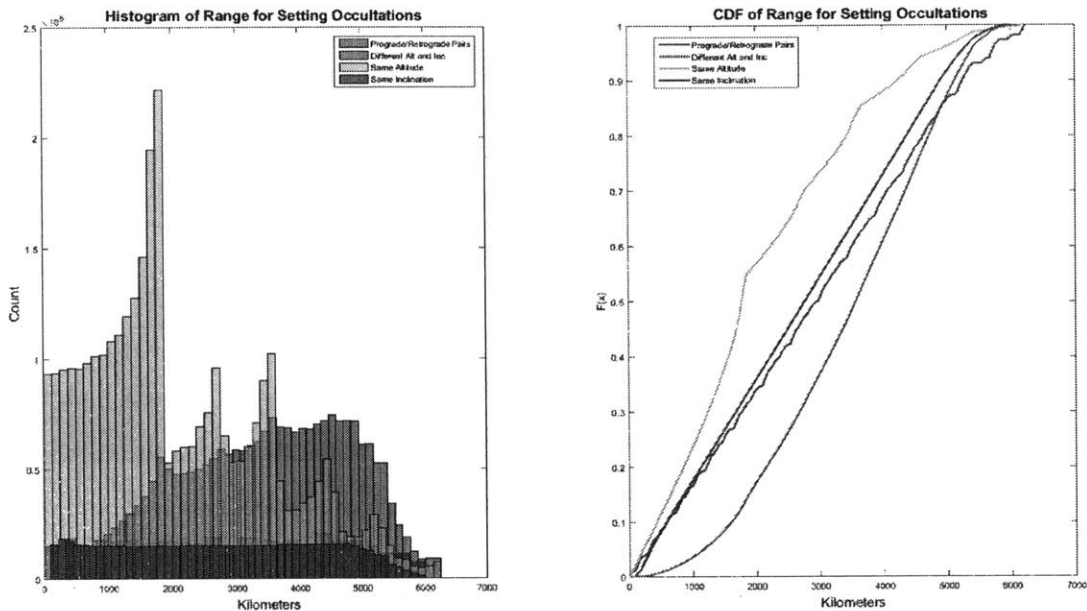 Histogram of Range for Setting Occultations
2.5
2
1.5
1
0.5
0
0
1000
2000
3000
4000
5000
6000
7000
Count
Kilometers
Prograde/Retrograde Pairs
Different Alt and Inc
Same Altitude
Same Inclination
CDF of Range for Setting Occultations
1
0.9
0.8
0.7
0.6
0.5
0.4
0.3
0.2
0.1
0
0
1000
2000
3000
4000
5000
6000
7000
F(x)
Kilometers
Prograde/Retrograde Pairs
Different Alt and Inc
Same Altitude
Same Inclination